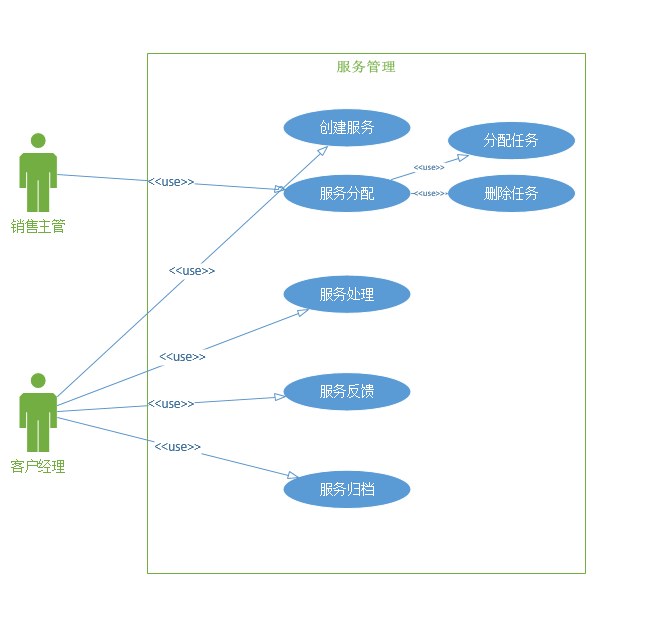 服务管理
创建服务
分配任务
<<use>>
<<use>>
服务分配
<<use>>
删除任务
销售主管
<<use>>
服务处理
<<use>>
服务反馈
<<use>>
<<use>>
客户经理
服务归档